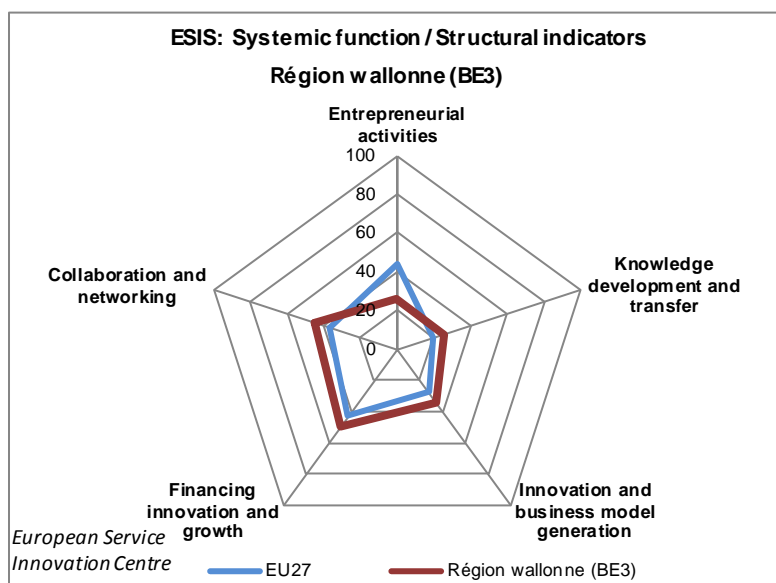 ESIS: Systemic function / Structural indicators
Région wallonne (BE3)
Entrepreneurial
activities
100
80
60
40
20
0
Knowledge
development and
transfer
Innovation and
business model
generation
Financing
innovation and
growth
Collaboration and
networking
European Service
Innovation Centre
EU27
Région wallonne (BE3)